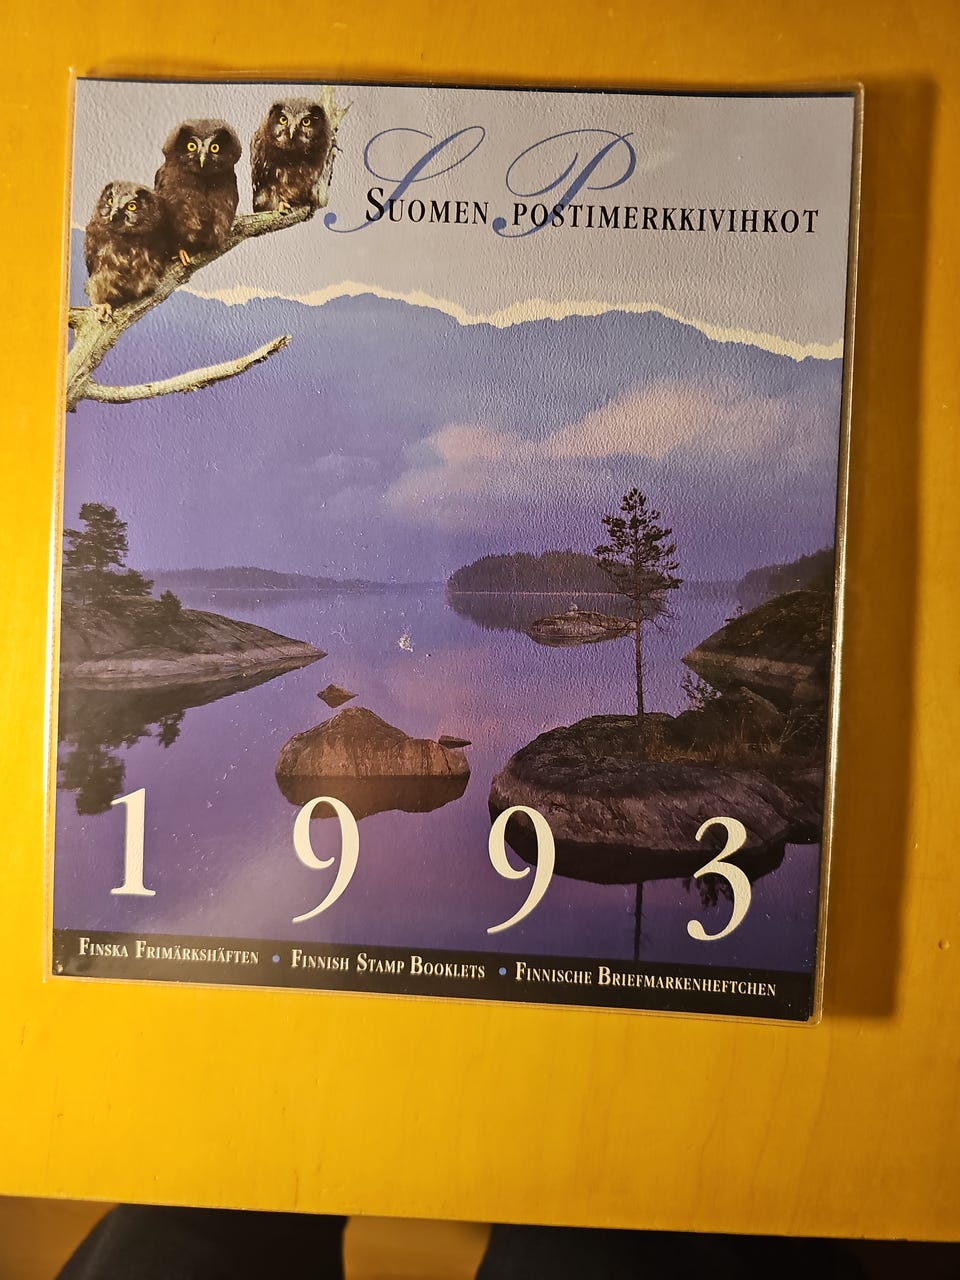 SP
SUOMEN POSTIMERKKIVIHKOT
1993
FINSKA FRIMÄRKSHÄFTEN • FINNISH STAMP BOOKLETS • FINNISCHE BRIEFMARKENHEFTCHEN